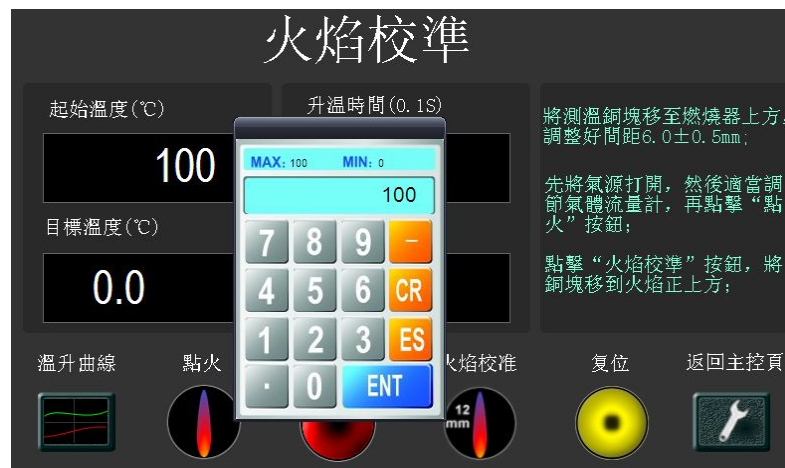 火焰校準
起始溫度(℃)
升温時間(0.1S)
100
目標溫度(℃)
0.0
MAX: 100 MIN: 0
100
7 8 9 -
4 5 6 CR
1 2 3 ES
. 0 ENT
將測溫銅塊移至燃燒器上方,
調整好間距6.0±0.5mm;
先將氣源打開，然後適當調
節氣體流量計，再點擊“點
火”按鈕;
點擊“火焰校準”按鈕，將
銅塊移到火焰正上方;
溫升曲線
點火
火焰校准
复位
返回主控頁
12
mm